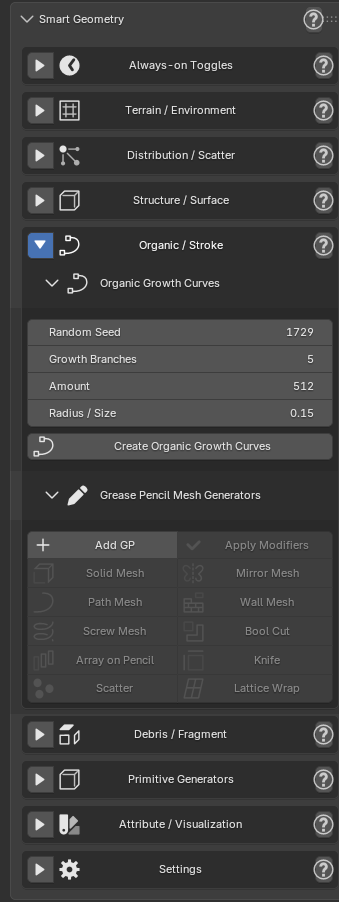 Smart Geometry
Always-on Toggles
Terrain / Environment
Distribution / Scatter
Structure / Surface
Organic / Stroke
Organic Growth Curves
Random Seed 1729
Growth Branches 5
Amount 512
Radius / Size 0.15
Create Organic Growth Curves
Grease Pencil Mesh Generators
Add GP Apply Modifiers
Solid Mesh Mirror Mesh
Path Mesh Wall Mesh
Screw Mesh Bool Cut
Array on Pencil Knife
Scatter Lattice Wrap
Debris / Fragment
Primitive Generators
Attribute / Visualization
Settings